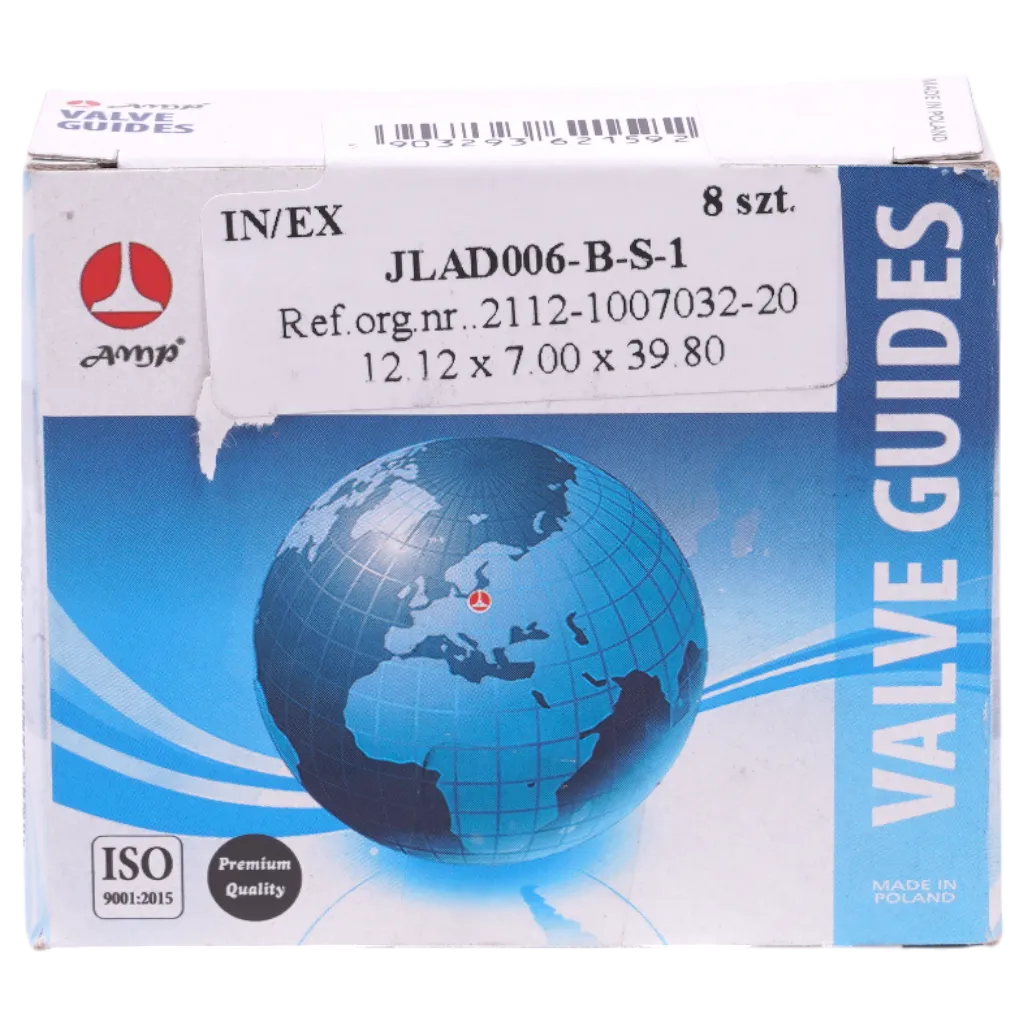 AMP®
VALVE
GUIDES
903293 621592
MADE IN POLAND
IN/EX
8 szt.
JLAD006-B-S-1
Ref.org.nr..2112-1007032-20
12.12 x 7.00 x 39.80
AMP®
VALVE GUIDES
ISO
9001:2015
Premium
Quality
MADE IN
POLAND